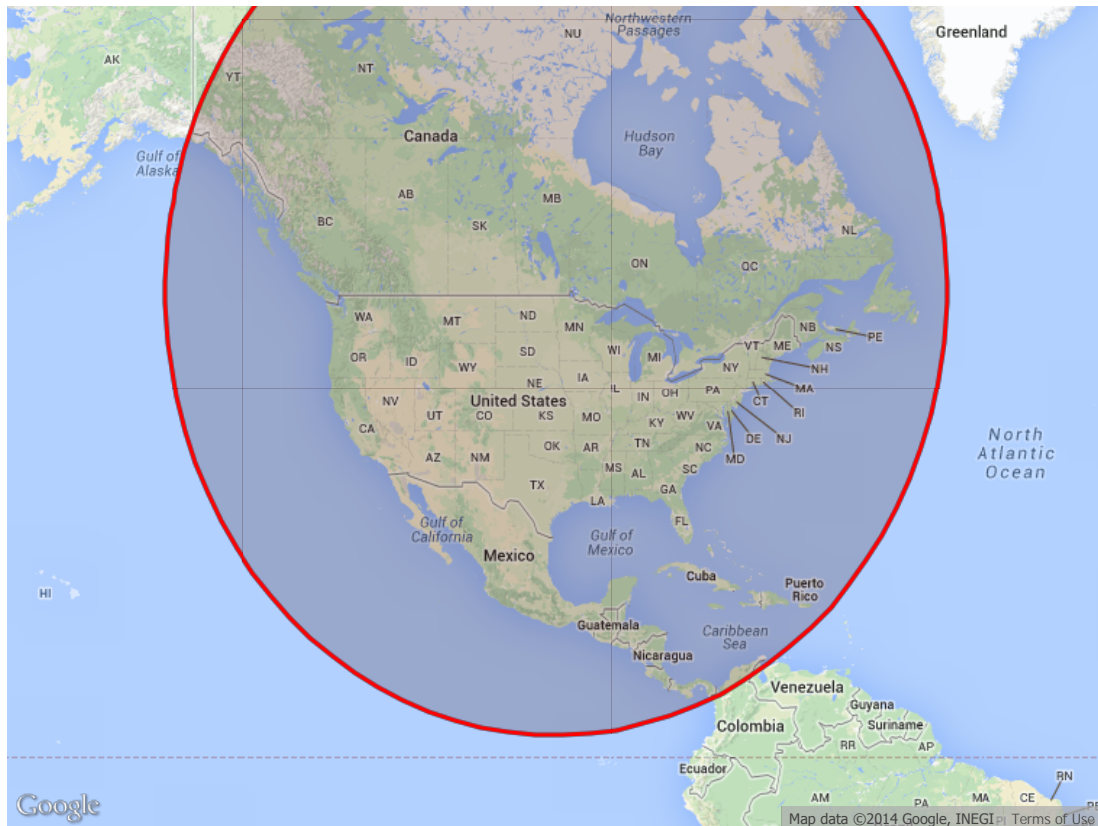 Northwestern
Passages
Greenland
NU
AK
NT
YT
Canada
Hudson
Bay
Gulf of
Alaska
AB
MB
BC
SK
NL
ON
QC
WA
MT
ND
MN
NB
PE
OR
ID
WY
SD
WI
MI
VT
ME
NS
NY
NH
NE
IA
IL
IN
OH
PA
MA
NV
UT
CO
United States
KS
MO
CT
RI
CA
KY
WV
VA
DE
NJ
MD
AZ
NM
OK
AR
TN
NC
MS
AL
SC
TX
LA
GA
FL
North
Atlantic
Ocean
Gulf of
California
Gulf of
Mexico
Mexico
Cuba
Puerto
Rico
HI
Guatemala
Caribbean
Sea
Nicaragua
Venezuela
Guyana
Suriname
Colombia
RR
AP
Ecuador
AM
PA
MA
CE
RN
Google
Map data ©2014 Google, INEGI
Terms of Use